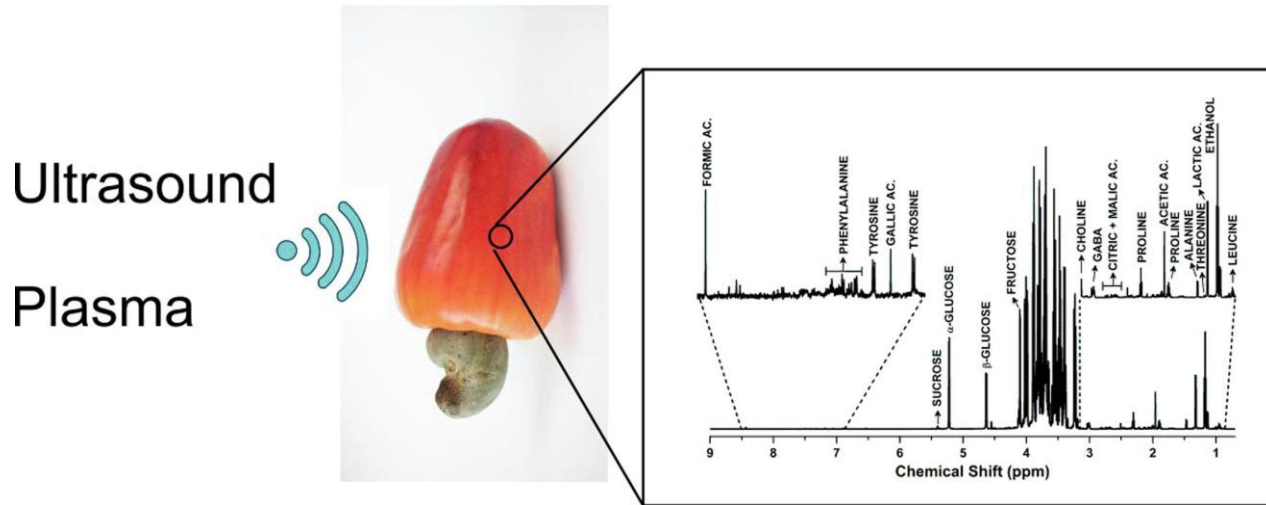 Ultrasound
Plasma
FORMIC AC.
PHENYLALANINE
TYROSINE
GALLIC AC.
TYROSINE
CHOLINE
GABA
CITRIC + MALIC AC.
PROLINE
ACETIC AC.
PROLINE
ALANINE
THREONINE
LACTIC AC.
ETHANOL
LEUCINE
SUCROSE
α-GLUCOSE
β-GLUCOSE
FRUCTOSE
9 8 7 6 5 4 3 2 1
Chemical Shift (ppm)